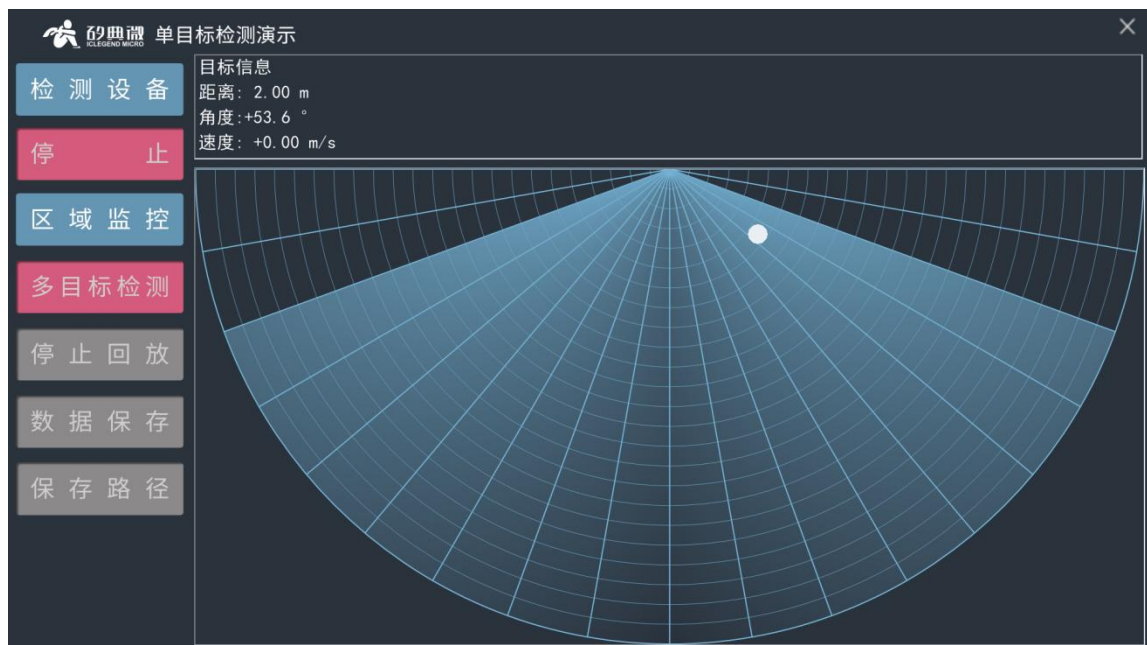 矽典微 单目标检测演示
ICLEGEND MICRO
目标信息
距离: 2.00 m
角度:+53.6 °
速度: +0.00 m/s
检测设备
停止
区域监控
多目标检测
停止回放
数据保存
保存路径